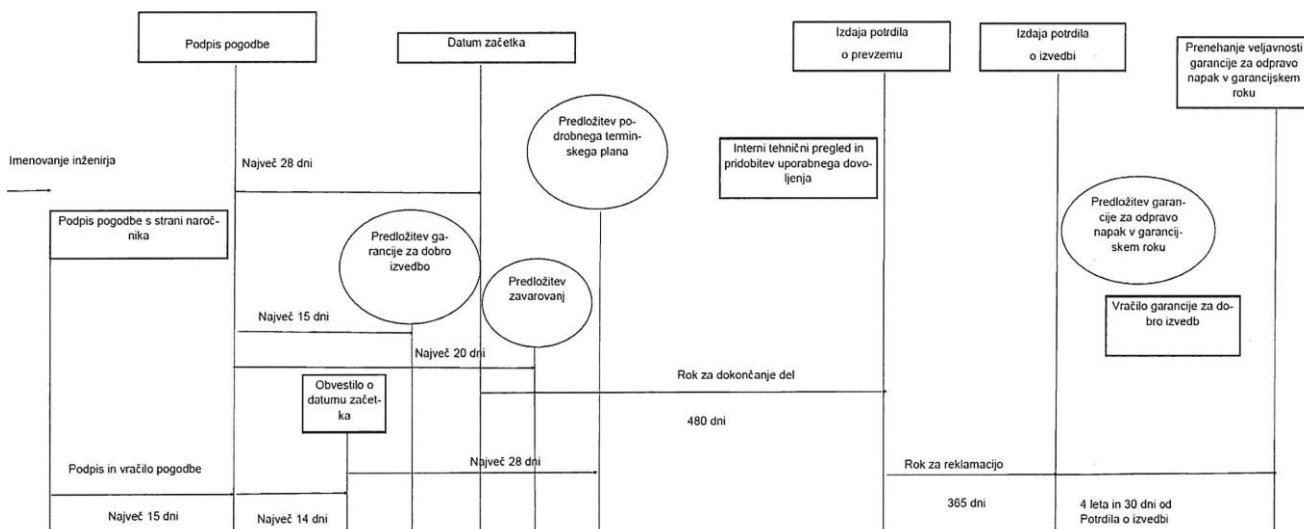 Podpis pogodbe
Datum začetka
Izdaja potrdila
o prevzemu
Izdaja potrdila
o izvedbi
Prenehanje veljavnosti
garancije za odpravo
napak v garancijskem
roku
Predložitev po-
drobnega termin-
skega plana
Imenovanje inženirja
Največ 28 dni
Interni tehnični pregled in
pridobitev uporabnega dovo-
ljenja
Podpis pogodbe s strani naroč-
nika
Predložitev ga-
rancije za dobro
izvedbo
Predložitev garan-
cije za odpravo
napak v garancij-
skem roku
Predložitev
zavarovanj
Vračilo garancije za do-
bro izvedb
Največ 15 dni
Največ 20 dni
Rok za dokončanje del
Obvestilo o
datumu začet-
ka
480 dni
Podpis in vračilo pogodbe
Največ 28 dni
Rok za reklamacijo
Največ 15 dni
Največ 14 dni
365 dni
4 leta in 30 dni od
Potrdila o izvedbi